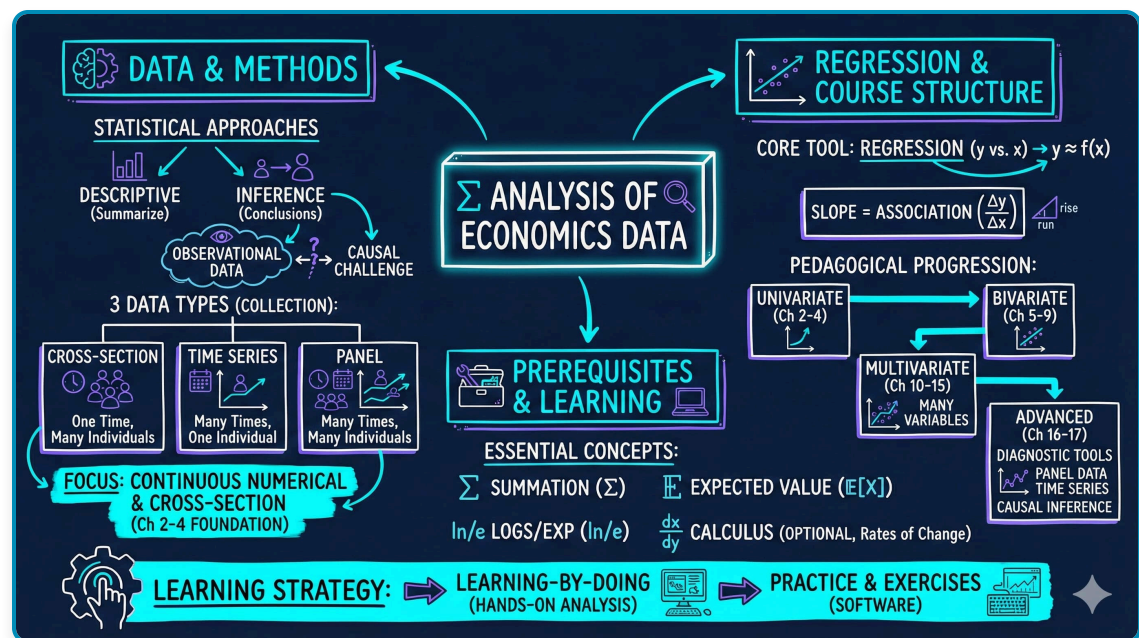 DATA & METHODS
STATISTICAL APPROACHES
DESCRIPTIVE
(Summarize)
INFERENCE
(Conclusions)
OBSERVATIONAL
DATA
?
?
?
CAUSAL
CHALLENGE
3 DATA TYPES (COLLECTION):
CROSS-SECTION
One Time,
Many Individuals
TIME SERIES
Many Times,
One Individual
PANEL
Many Times,
Many Individuals
FOCUS: CONTINUOUS NUMERICAL
& CROSS-SECTION
(Ch 2-4 FOUNDATION)
Σ ANALYSIS OF
ECONOMICS DATA
PREREQUISITES
& LEARNING
ESSENTIAL CONCEPTS:
Σ SUMMATION (Σ)
𝔼 EXPECTED VALUE (𝔼[X])
ln/e LOGS/EXP (ln/e)
dx/dy CALCULUS (OPTIONAL, Rates of Change)
REGRESSION &
COURSE STRUCTURE
CORE TOOL: REGRESSION (y vs. x) → y ≈ f(x)
SLOPE = ASSOCIATION (Δy/Δx)
rise
run
PEDAGOGICAL PROGRESSION:
UNIVARIATE
(Ch 2-4)
BIVARIATE
(Ch 5-9)
MULTIVARIATE
(Ch 10-15)
MANY
VARIABLES
ADVANCED
(Ch 16-17)
DIAGNOSTIC TOOLS
PANEL DATA
TIME SERIES
CAUSAL INFERENCE
LEARNING STRATEGY:
LEARNING-BY-DOING
(HANDS-ON ANALYSIS)
PRACTICE & EXERCISES
(SOFTWARE)